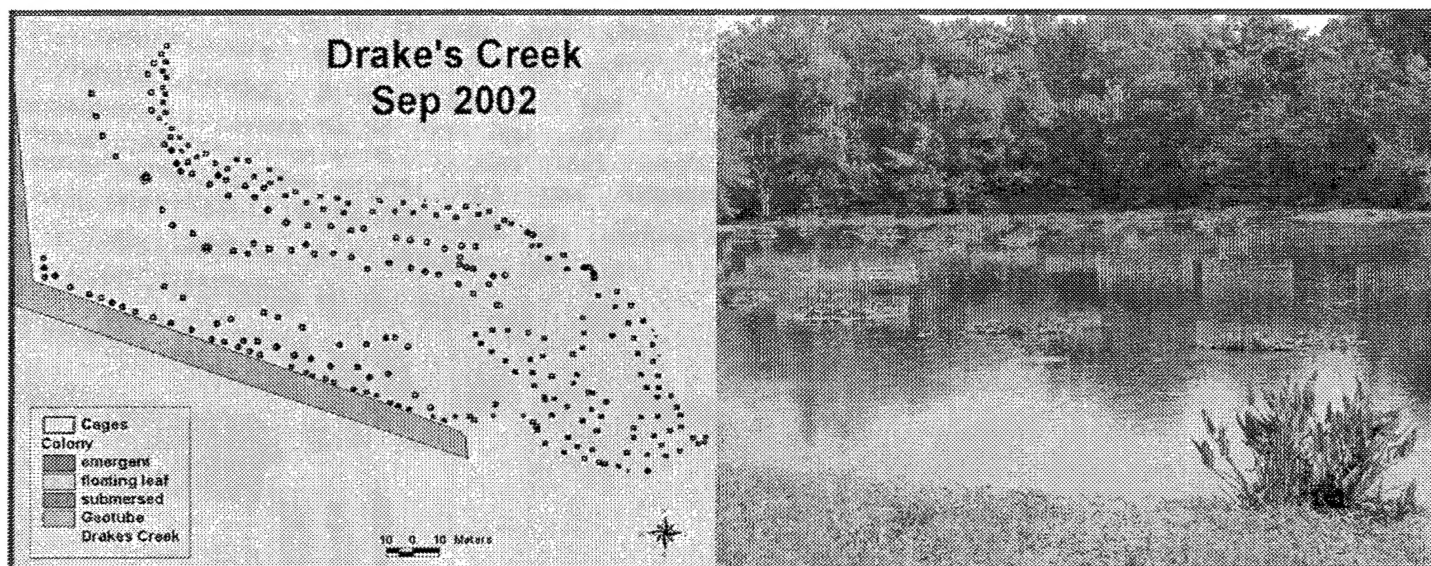 Drake's Creek
Sep 2002
Cages
Colony
emergent
floating leaf
submersed
Geotube
Drakes Creek
10 0 10 Meters